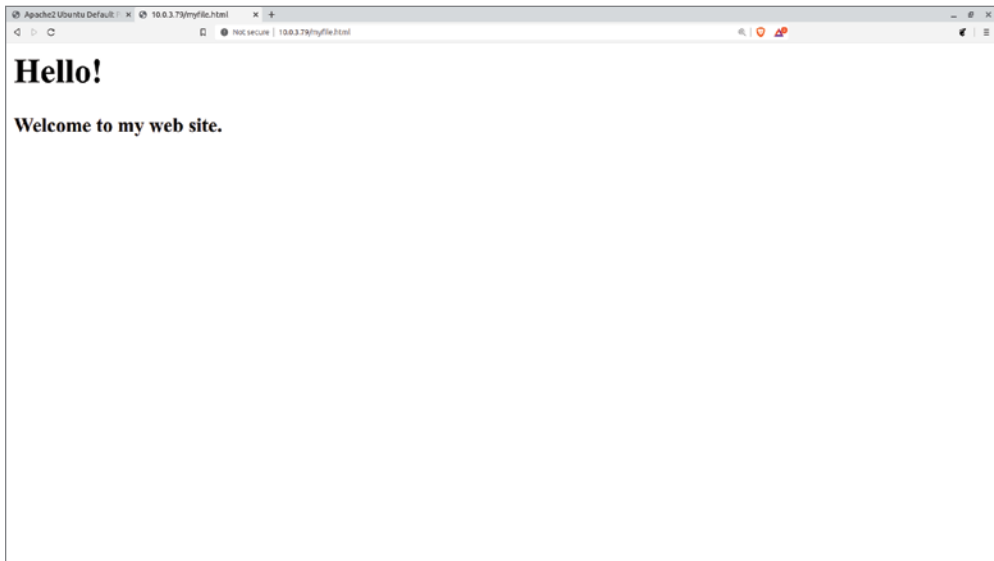 Apache2 Ubuntu Default P
10.0.3.79/myfile.html
Not secure | 10.0.3.79/myfile.html
Hello!
Welcome to my web site.